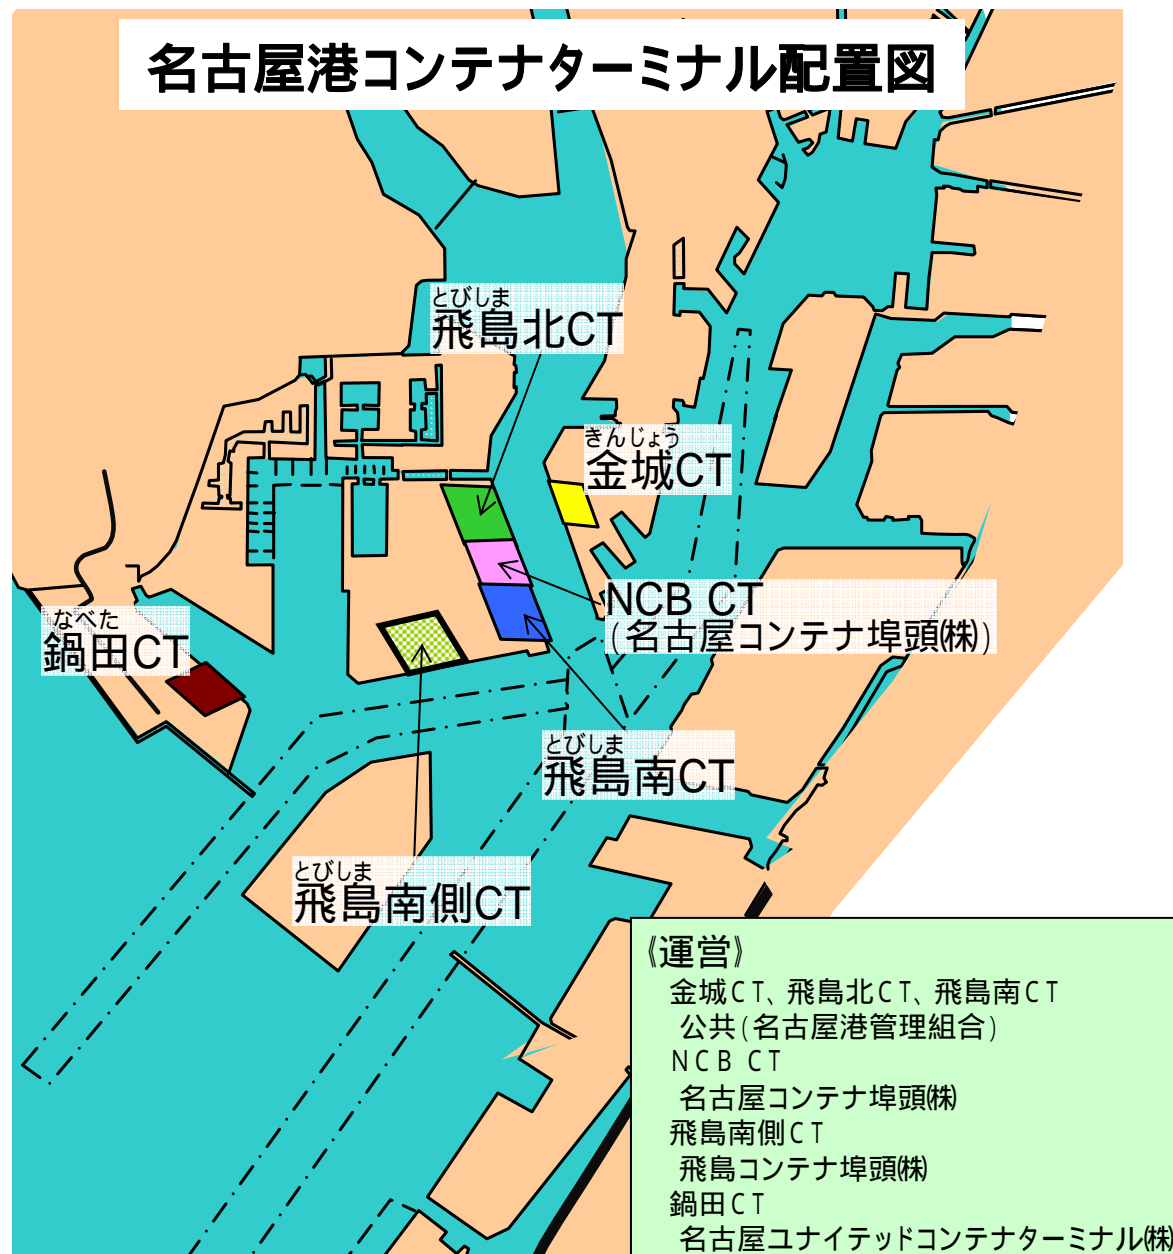 名古屋港コンテナターミナル配置図
とびしま
飛島北CT
きんじょう
金城CT
NCB CT
(名古屋コンテナ埠頭㈱)
なべた
鍋田CT
とびしま
飛島南CT
とびしま
飛島南側CT
《運営》
金城CT、飛島北CT、飛島南CT
公共(名古屋港管理組合)
NCB CT
名古屋コンテナ埠頭㈱
飛島南側CT
飛島コンテナ埠頭㈱
鍋田CT
名古屋ユナイテッドコンテナターミナル㈱